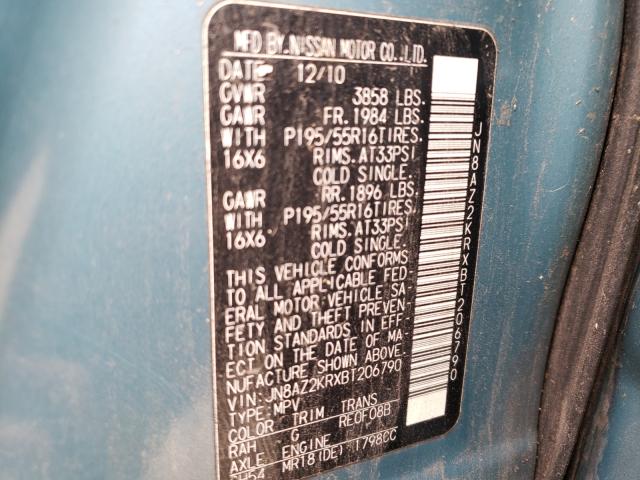 MFD BY NISSAN MOTOR CO.,LTD.
DATE 12/10
GVWR 3858 LBS.
GAWR FR. 1984 LBS.
WITH P195/55R16TIRES.
16X6 RIMS. AT33PSI
COLD SINGLE.
GAWR RR. 1896 LBS.
WITH P195/55R16TIRES.
16X6 RIMS. AT33PSI
COLD SINGLE.
THIS VEHICLE CONFORMS
TO ALL APPLICABLE FED-
ERAL MOTOR VEHICLE SA-
FETY AND THEFT PREVEN-
TION STANDARDS IN EFF-
ECT ON THE DATE OF MA-
NUFACTURE SHOWN ABOVE.
VIN: JN8AZ2KRXBT206790
TYPE: MPV
COLOR TRIM TRANS
RAH G RE0F08B
AXLE ENGINE
MR18(DE) 1798CC
JN8AZ2KRXBT206790